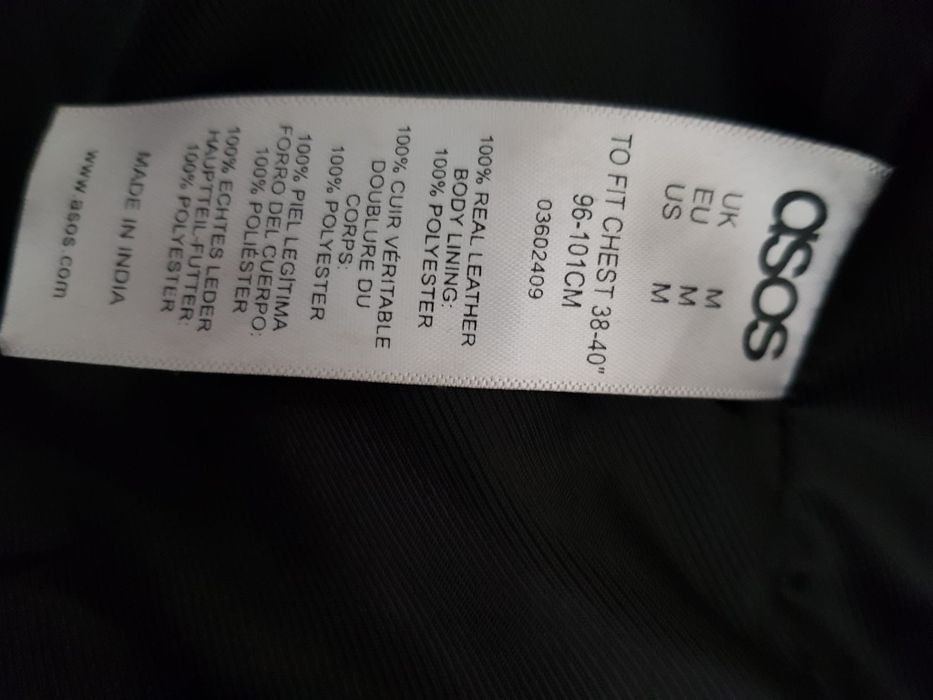 asos
UK M
EU M
US M
TO FIT CHEST 38-40"
96-101CM
03602409
100% REAL LEATHER
BODY LINING:
100% POLYESTER
100% CUIR VÉRITABLE
DOUBLURE DU
CORPS:
100% POLYESTER
100% PIEL LEGÍTIMA
FORRO DEL CUERPO:
100% POLIÉSTER
100% ECHTES LEDER
HAUPTTEIL-FUTTER:
100% POLYESTER
MADE IN INDIA
www.asos.com